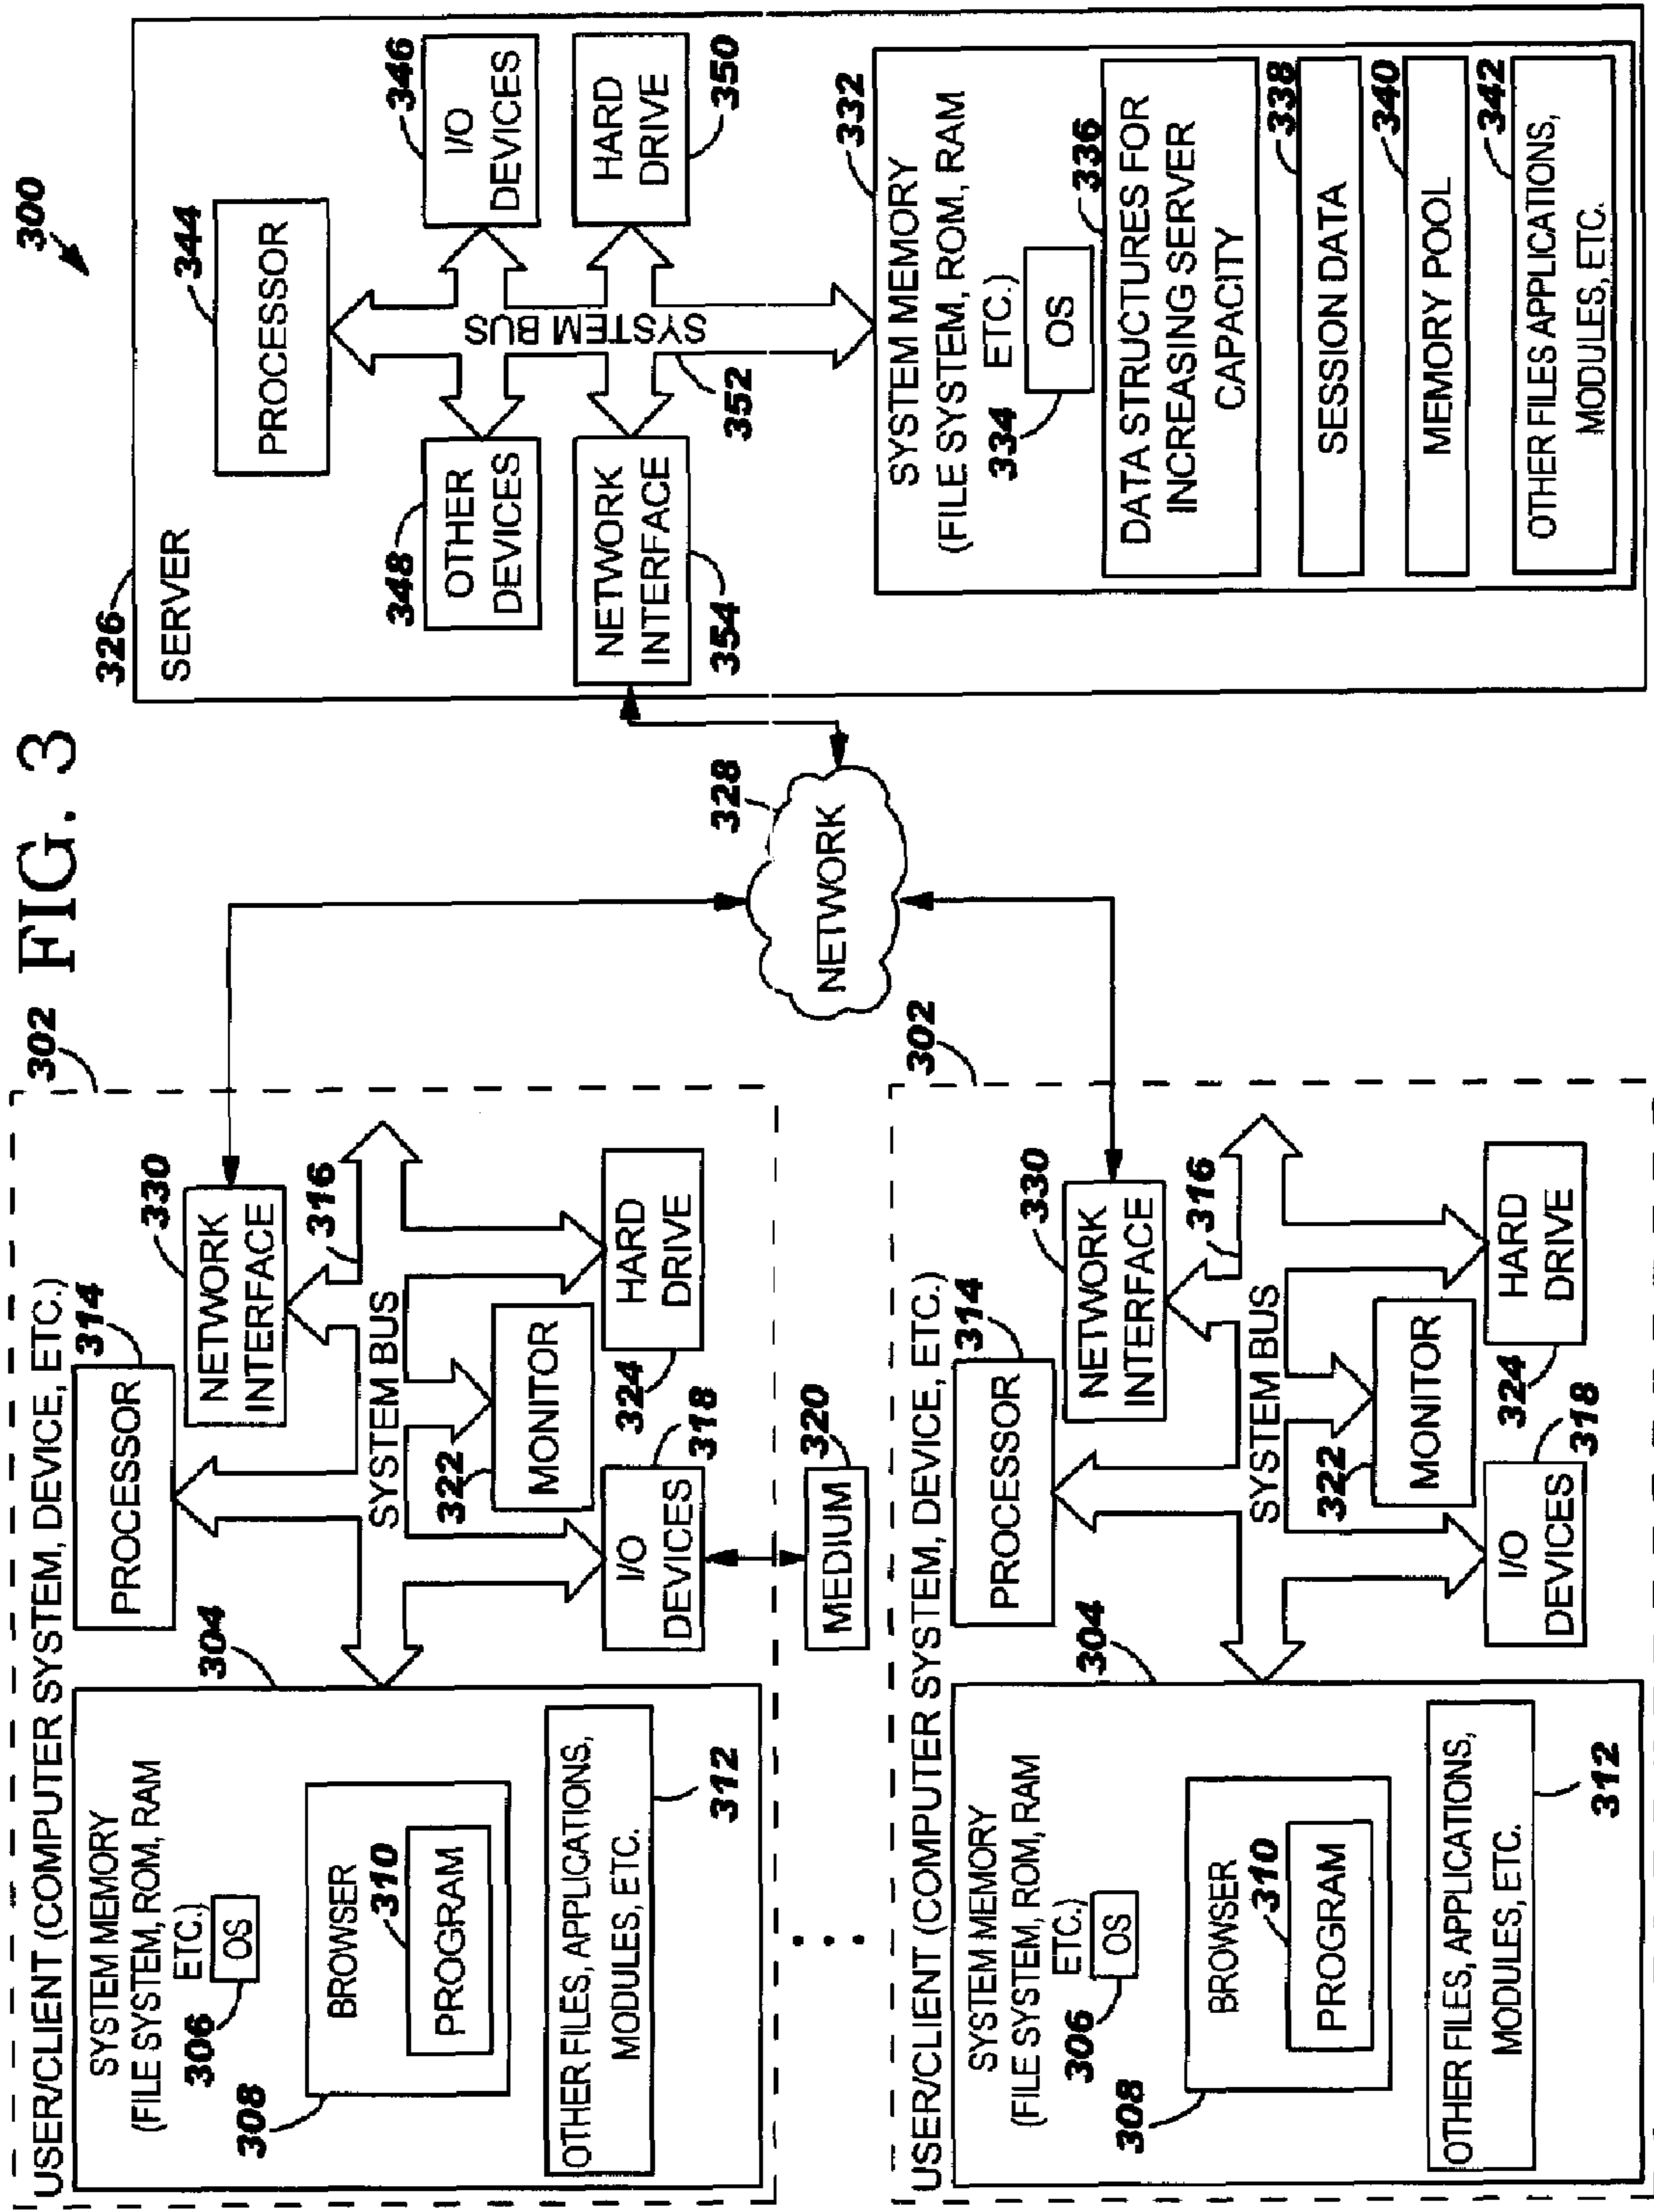 FIG. 3
300
302
USER/CLIENT (COMPUTER SYSTEM, DEVICE, ETC.)
SYSTEM MEMORY
(FILE SYSTEM, ROM, RAM
ETC.)
306
OS
308
BROWSER
310
PROGRAM
OTHER FILES, APPLICATIONS,
MODULES, ETC.
312
304
PROCESSOR
314
NETWORK
INTERFACE
330
316
SYSTEM BUS
322
MONITOR
324
HARD
DRIVE
I/O
DEVICES
318
MEDIUM
320
302
USER/CLIENT (COMPUTER SYSTEM, DEVICE, ETC.)
SYSTEM MEMORY
(FILE SYSTEM, ROM, RAM
ETC.)
306
OS
308
BROWSER
310
PROGRAM
OTHER FILES, APPLICATIONS,
MODULES, ETC.
312
304
PROCESSOR
314
NETWORK
INTERFACE
330
316
SYSTEM BUS
322
MONITOR
324
HARD
DRIVE
I/O
DEVICES
318
NETWORK
328
326
SERVER
PROCESSOR
344
348
OTHER
DEVICES
I/O
DEVICES
346
SYSTEM BUS
NETWORK
INTERFACE
354
352
HARD
DRIVE
350
332
SYSTEM MEMORY
(FILE SYSTEM, ROM, RAM
ETC.)
334
OS
336
DATA STRUCTURES FOR
INCREASING SERVER
CAPACITY
338
SESSION DATA
340
MEMORY POOL
342
OTHER FILES APPLICATIONS,
MODULES, ETC.